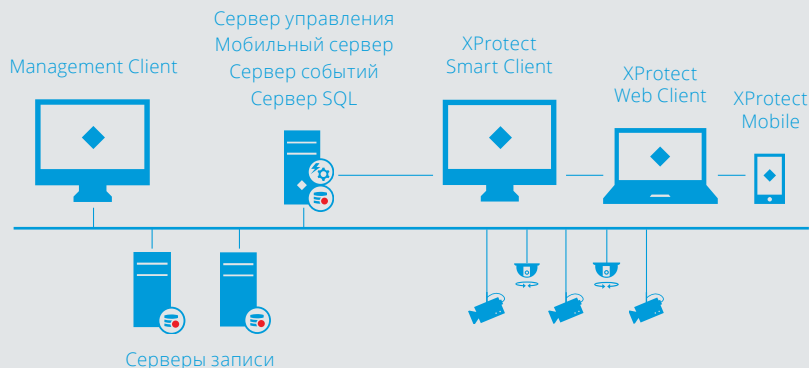 Management Client
Сервер управления
Мобильный сервер
Сервер событий
Сервер SQL
XProtect
Smart Client
XProtect
Web Client
XProtect
Mobile
Серверы записи